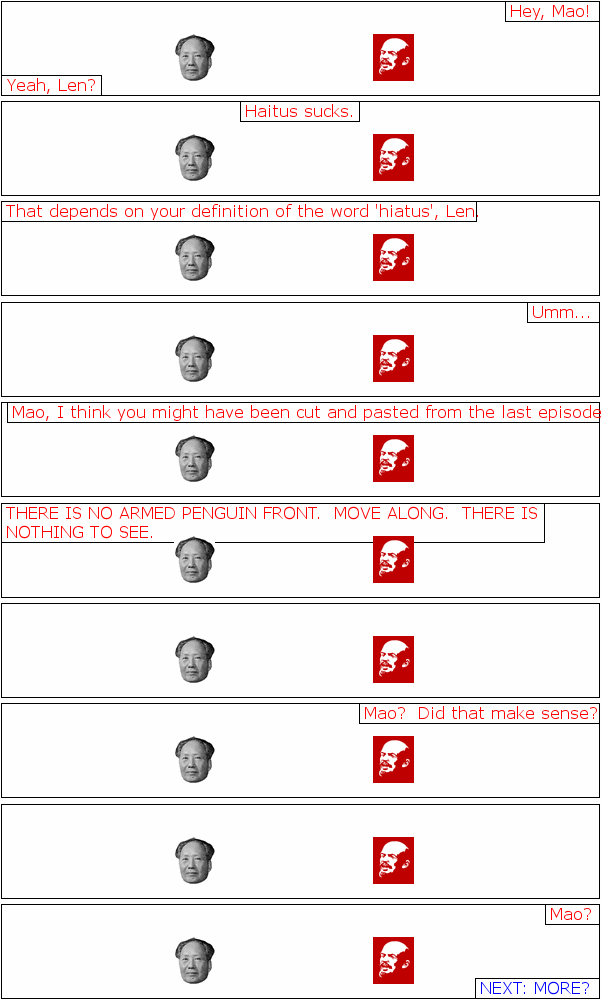 Hey, Mao!
Yeah, Len?
Haitus sucks.
That depends on your definition of the word 'hiatus', Len.
Umm...
Mao, I think you might have been cut and pasted from the last episode
THERE IS NO ARMED PENGUIN FRONT.  MOVE ALONG.  THERE IS
NOTHING TO SEE.
Mao?  Did that make sense?
Mao?
NEXT: MORE?